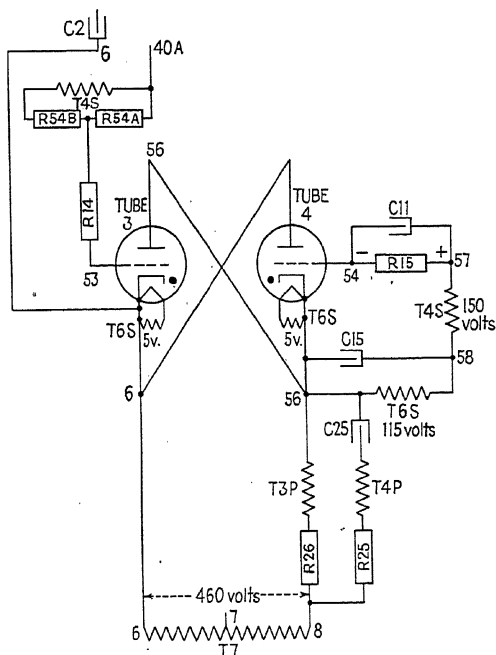 C2
6
40A
T4S
R54B
R54A
R14
56
TUBE
3
TUBE
4
C11
53
54
-
R15
+
57
T4S
150
volts
T6S
5v.
T6S
5v.
C15
58
6
56
T6S
115 volts
C25
T3P
T4P
R26
R25
460 volts
7
6
8
T7